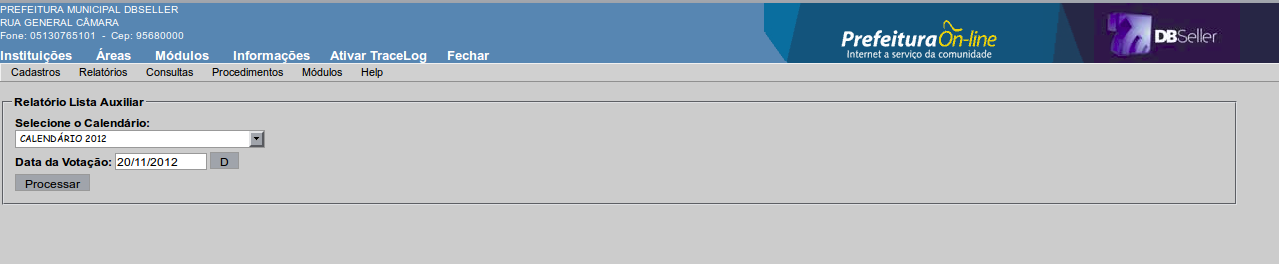 PREFEITURA MUNICIPAL DBSELLER
RUA GENERAL CÂMARA
Fone: 05130765101 - Cep: 95680000
Prefeitura On-line
Internet a serviço da comunidade
DBSeller
Instituições Áreas Módulos Informações Ativar TraceLog Fechar
Cadastros Relatórios Consultas Procedimentos Módulos Help
Relatório Lista Auxiliar
Selecione o Calendário:
CALENDÁRIO 2012
Data da Votação: 20/11/2012 D
Processar